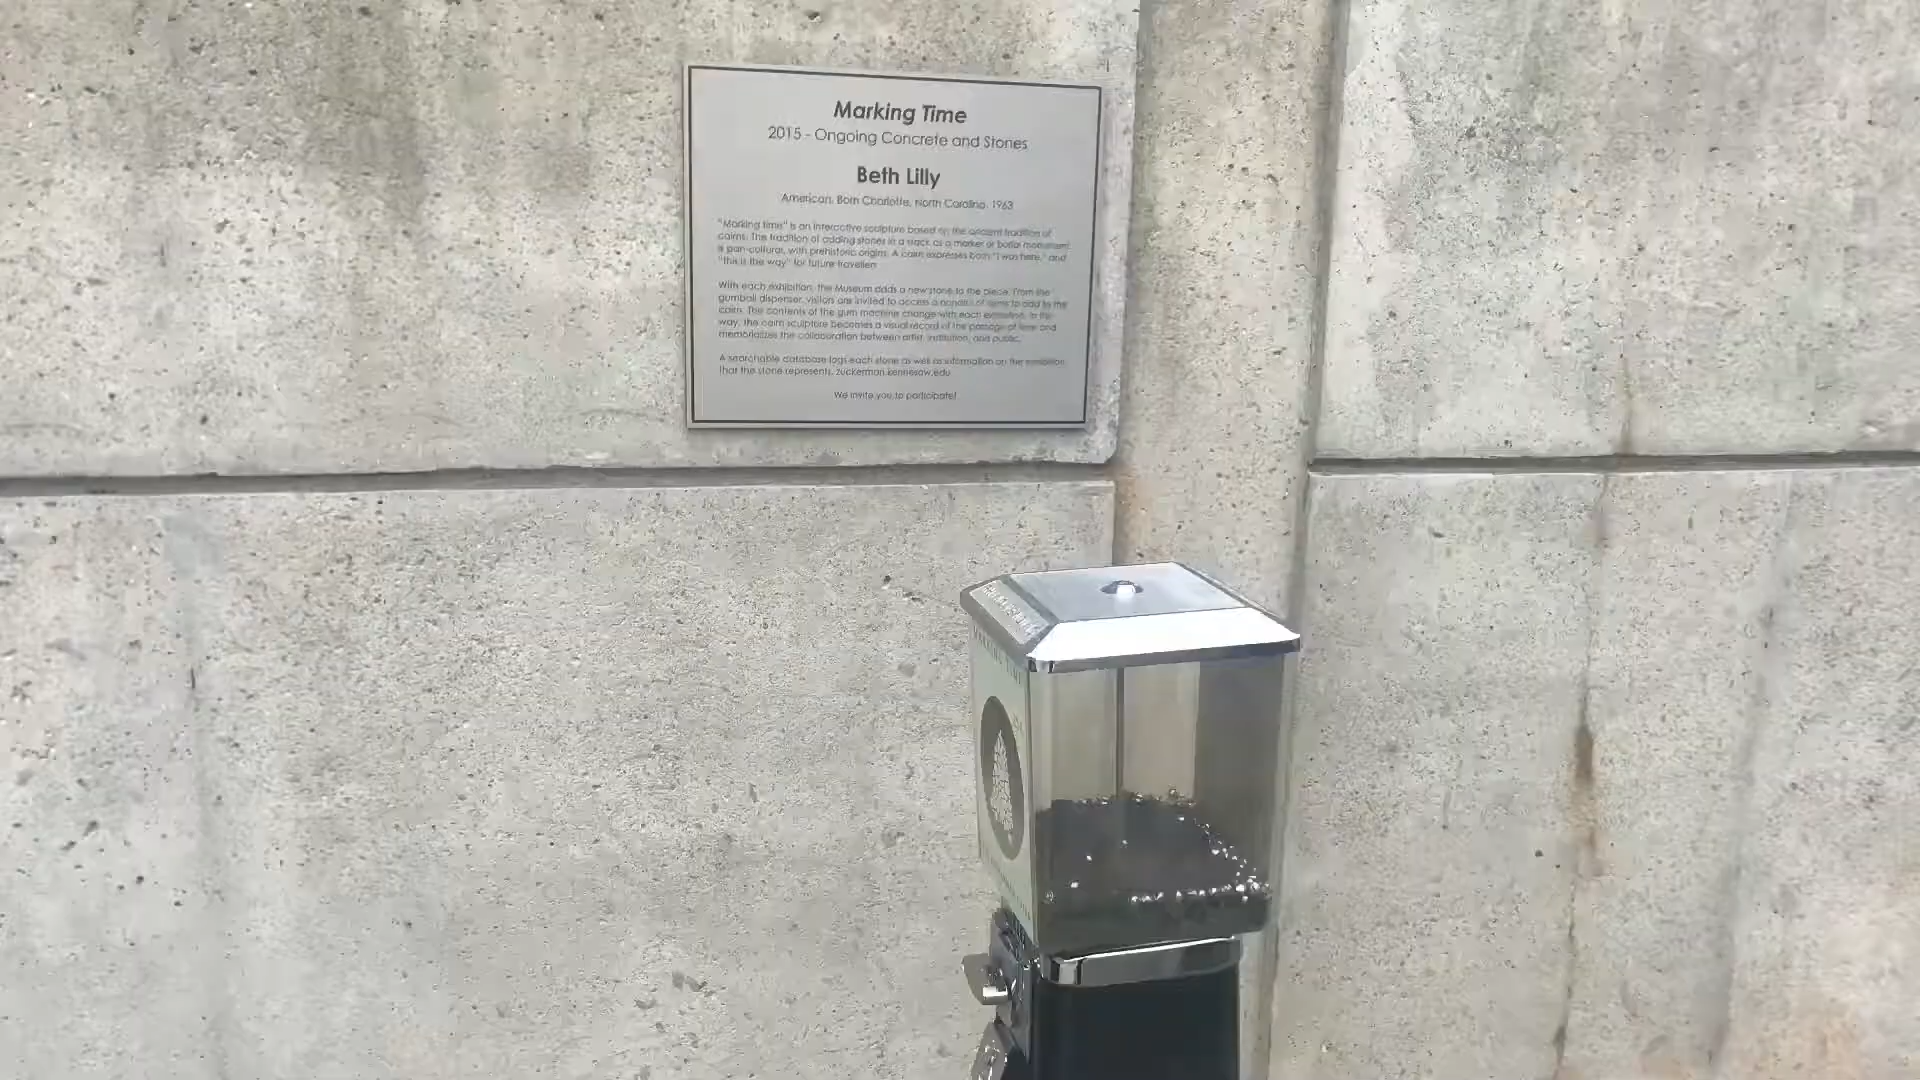 Marking Time
2015 - Ongoing Concrete and Stones
Beth Lilly
American, Born Charlotte, North Carolina, 1963
"Marking time" is an interactive sculpture based on the ancient tradition of
cairns. The tradition of adding stones in a stack as a marker or burial monument
is pan-cultural, with prehistoric origins. A cairn expresses both "I was here," and
"this is the way" for future travellers
With each exhibition, the Museum adds a new stone to the piece. From the
gumball dispenser, visitors are invited to access a handful of items to add to the
cairn. The contents of the gum machine change with each exhibition. In this
way, the cairn sculpture becomes a visual record of the passage of time and
memorializes the collaboration between artist, institution, and public.
A searchable database logs each stone as well as information on the exhibition
that the stone represents. zuckerman.kennesaw.edu
We invite you to participate!
MARKING TIME